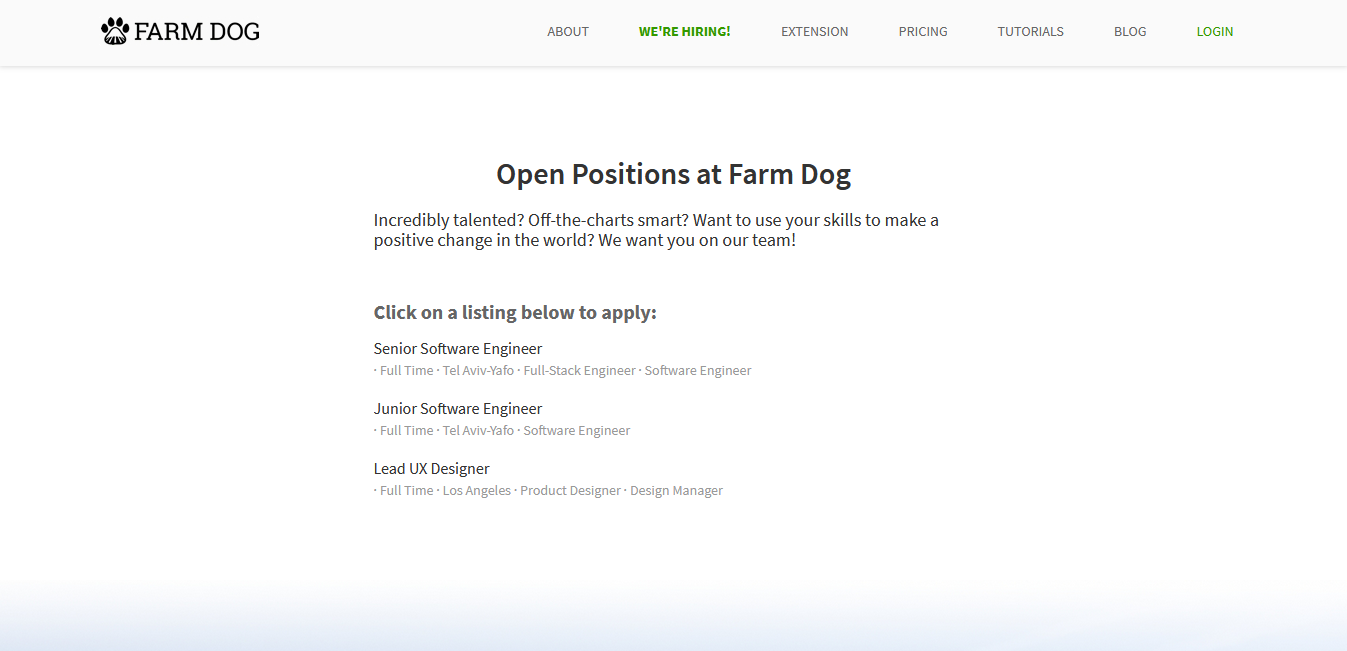 FARM DOG
ABOUT
WE'RE HIRING!
EXTENSION
PRICING
TUTORIALS
BLOG
LOGIN
Open Positions at Farm Dog
Incredibly talented? Off-the-charts smart? Want to use your skills to make a
positive change in the world? We want you on our team!
Click on a listing below to apply:
Senior Software Engineer
· Full Time · Tel Aviv-Yafo · Full-Stack Engineer · Software Engineer
Junior Software Engineer
· Full Time · Tel Aviv-Yafo · Software Engineer
Lead UX Designer
· Full Time · Los Angeles · Product Designer · Design Manager